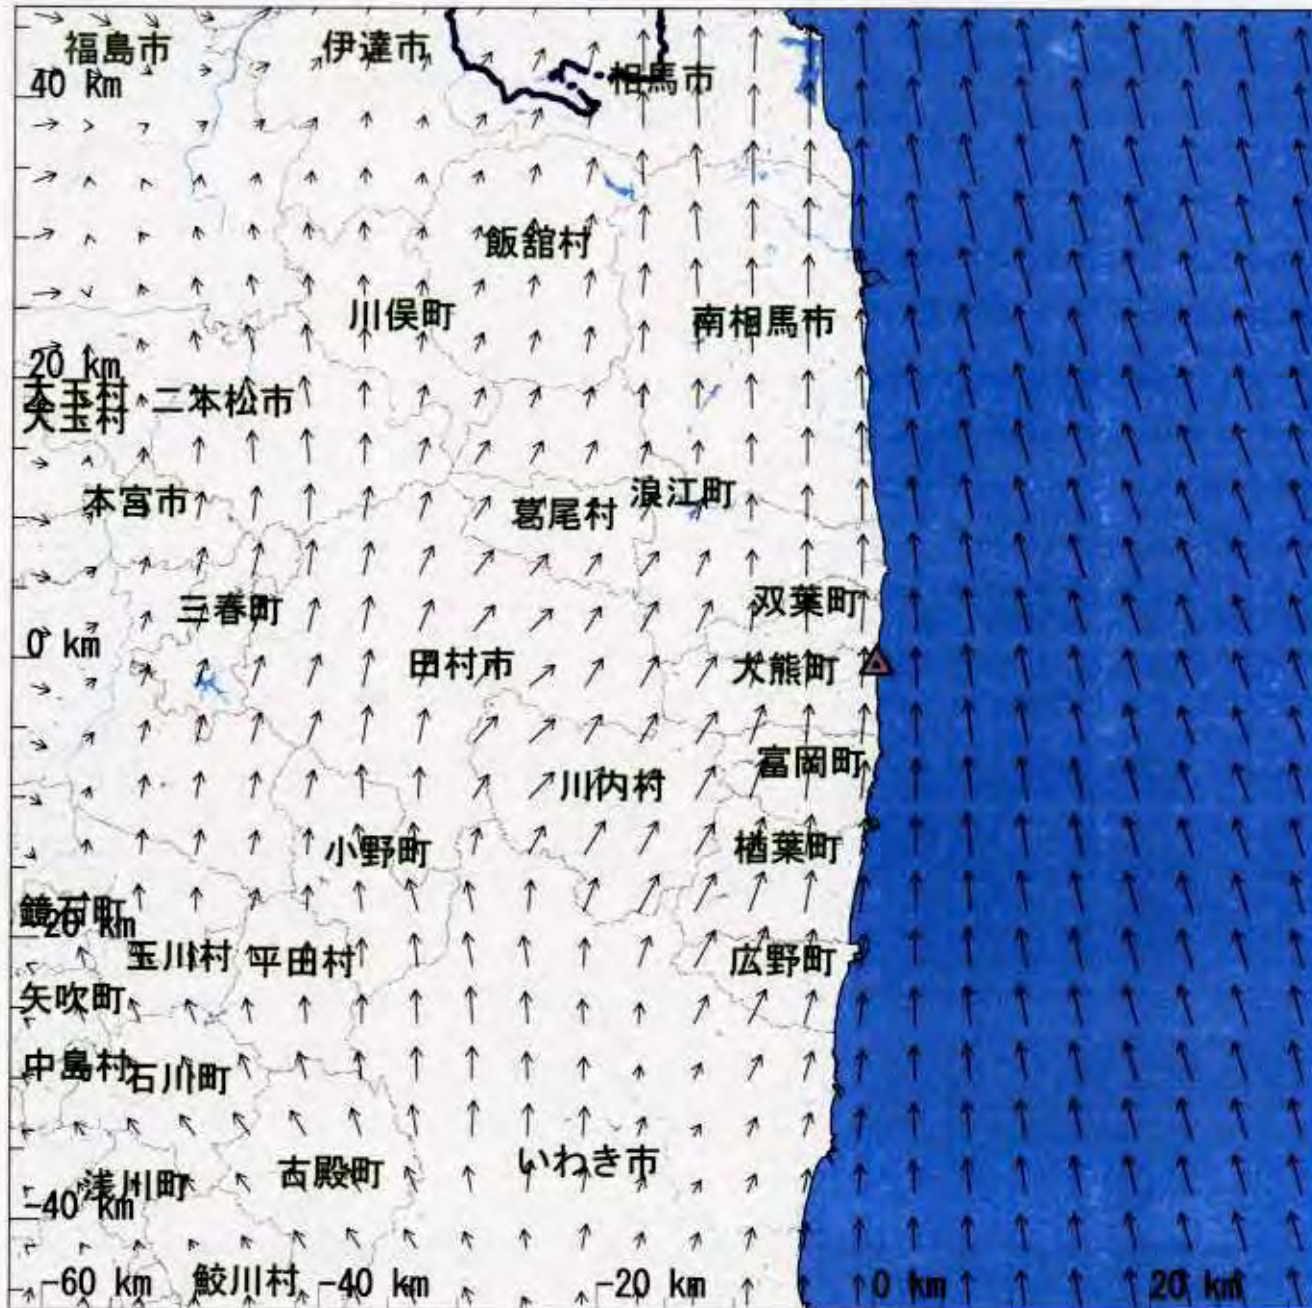 福島市 伊達市
相馬市
40 km
飯舘村
川俣町
南相馬市
20 km
大玉村 二本松市
大玉村
浪江町
本宮市
葛尾村
双葉町
三春町
0 km
田村市
大熊町
富岡町
川内村
小野町
楢葉町
鏡石町
-20 km
玉川村 平田村
広野町
矢吹町
中島村
石川町
いわき市
浅川町
古殿町
-40 km
-60 km 鮫川村 -40 km -20 km 0 km 20 km